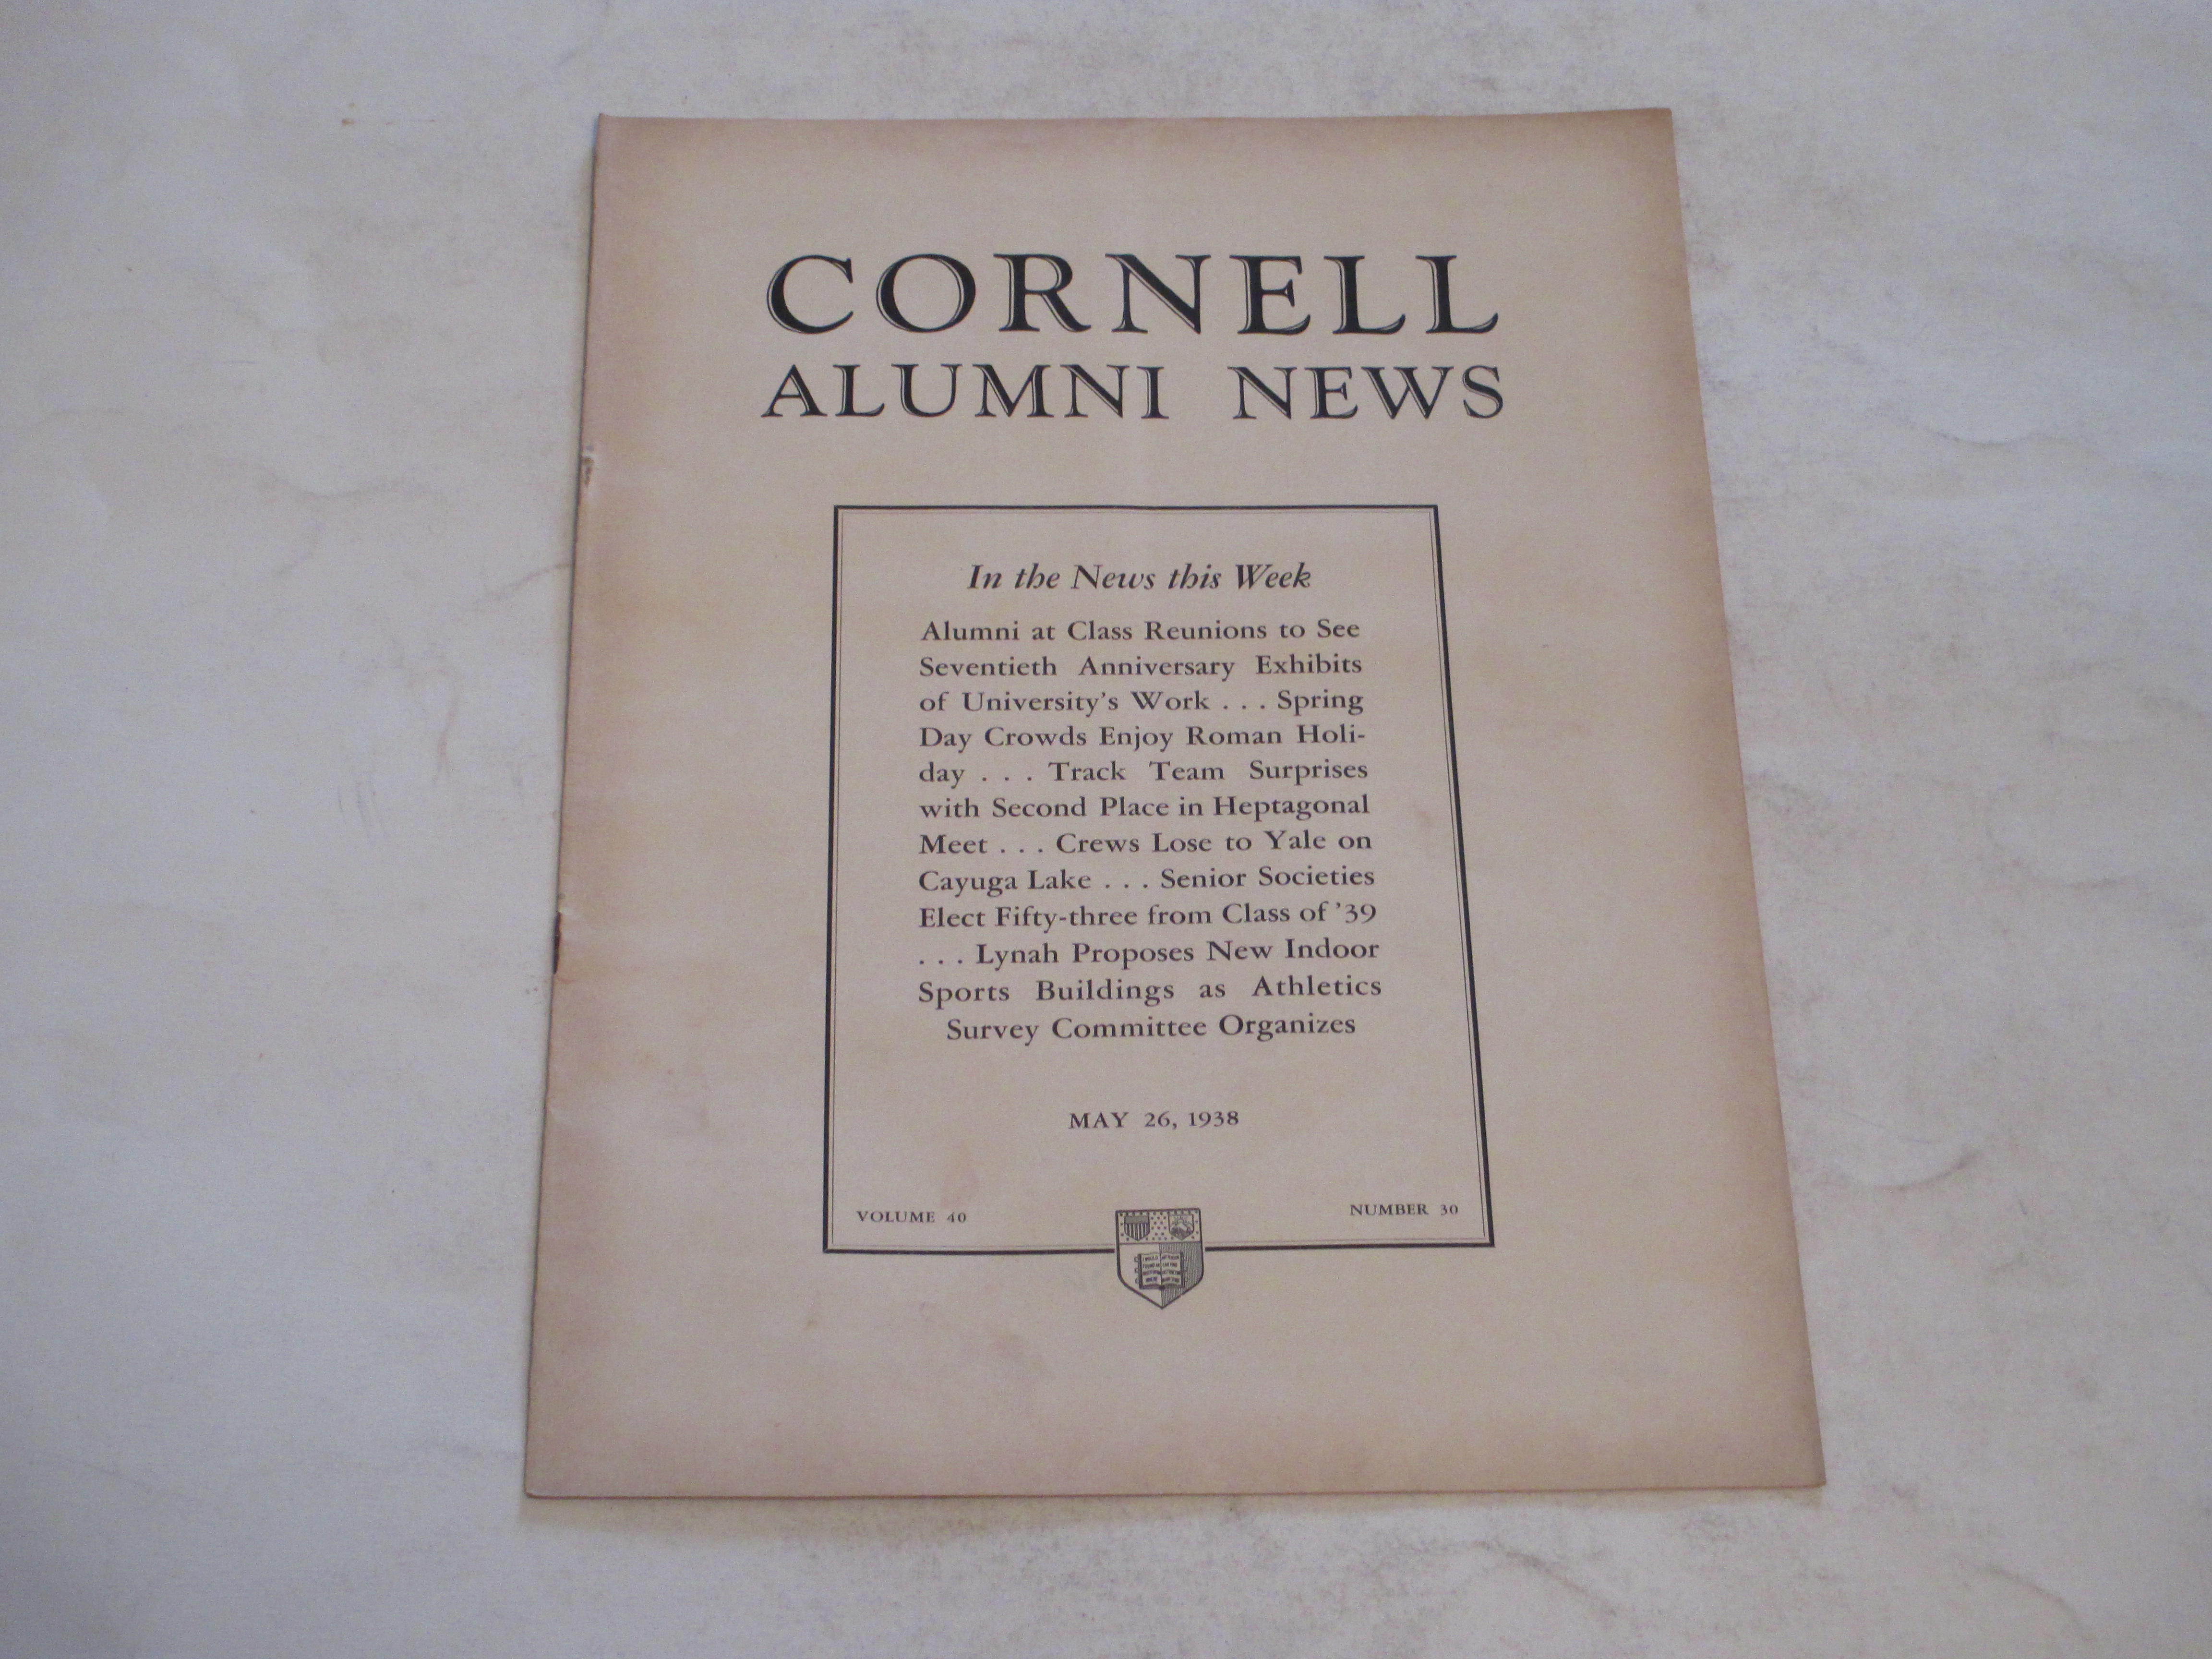 CORNELL
ALUMNI NEWS
In the News this Week
Alumni at Class Reunions to See
Seventieth Anniversary Exhibits
of University's Work . . . Spring
Day Crowds Enjoy Roman Holi-
day . . . Track Team Surprises
with Second Place in Heptagonal
Meet . . . Crews Lose to Yale on
Cayuga Lake . . . Senior Societies
Elect Fifty-three from Class of '39
. . . Lynah Proposes New Indoor
Sports Buildings as Athletics
Survey Committee Organizes
MAY 26, 1938
VOLUME 40
NUMBER 30